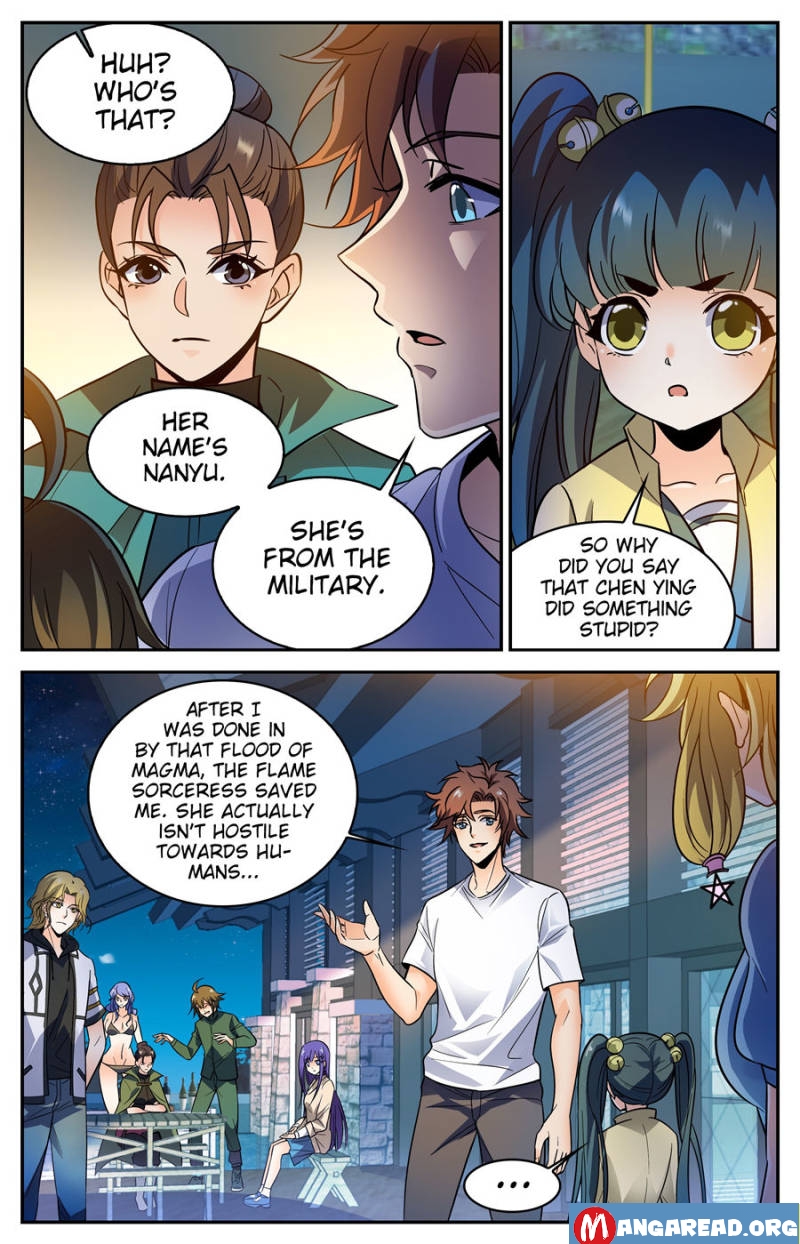 HUH?
WHO'S
THAT?
HER
NAME'S
NANYU.
SHE'S
FROM THE
MILITARY.
SO WHY
DID YOU SAY
THAT CHEN YING
DID SOMETHING
STUPID?
AFTER I
WAS DONE IN
BY THAT FLOOD OF
MAGMA, THE FLAME
SORCERESS SAVED
ME. SHE ACTUALLY
ISN'T HOSTILE
TOWARDS HU-
MANS...
...
MANGAREAD.ORG